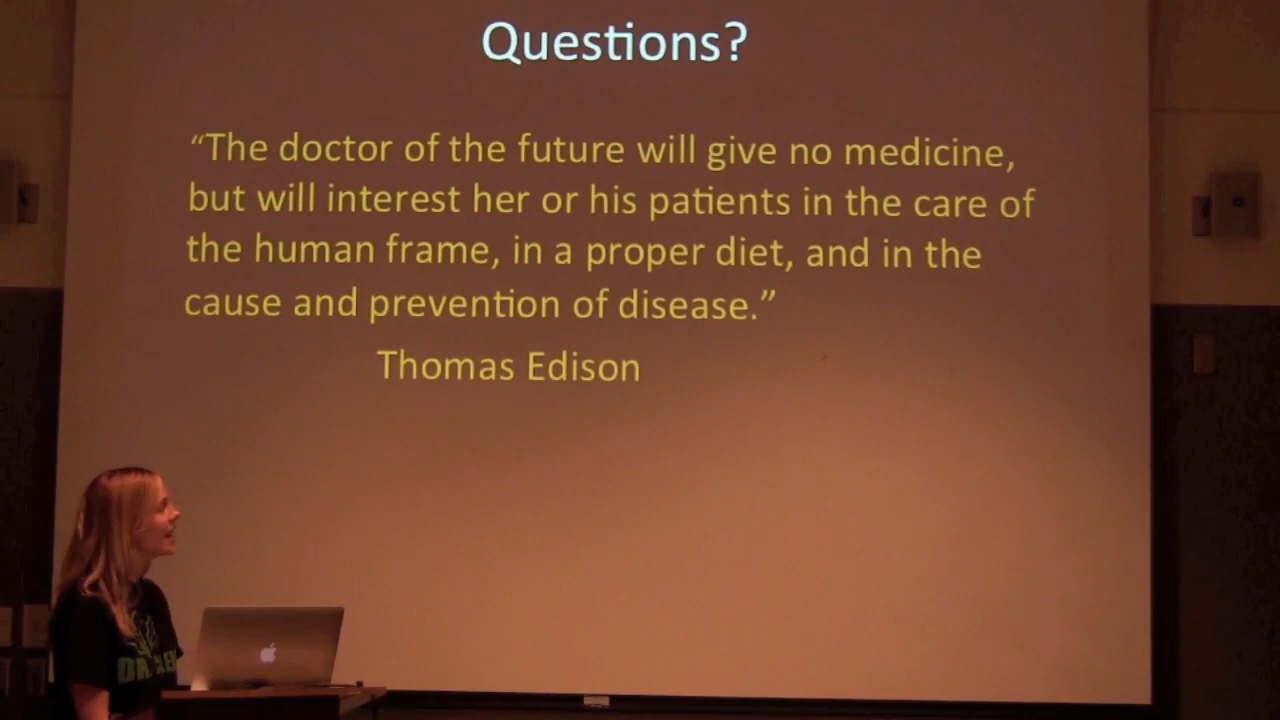 Questions?
“The doctor of the future will give no medicine,
but will interest her or his patients in the care of
the human frame, in a proper diet, and in the
cause and prevention of disease.”
Thomas Edison